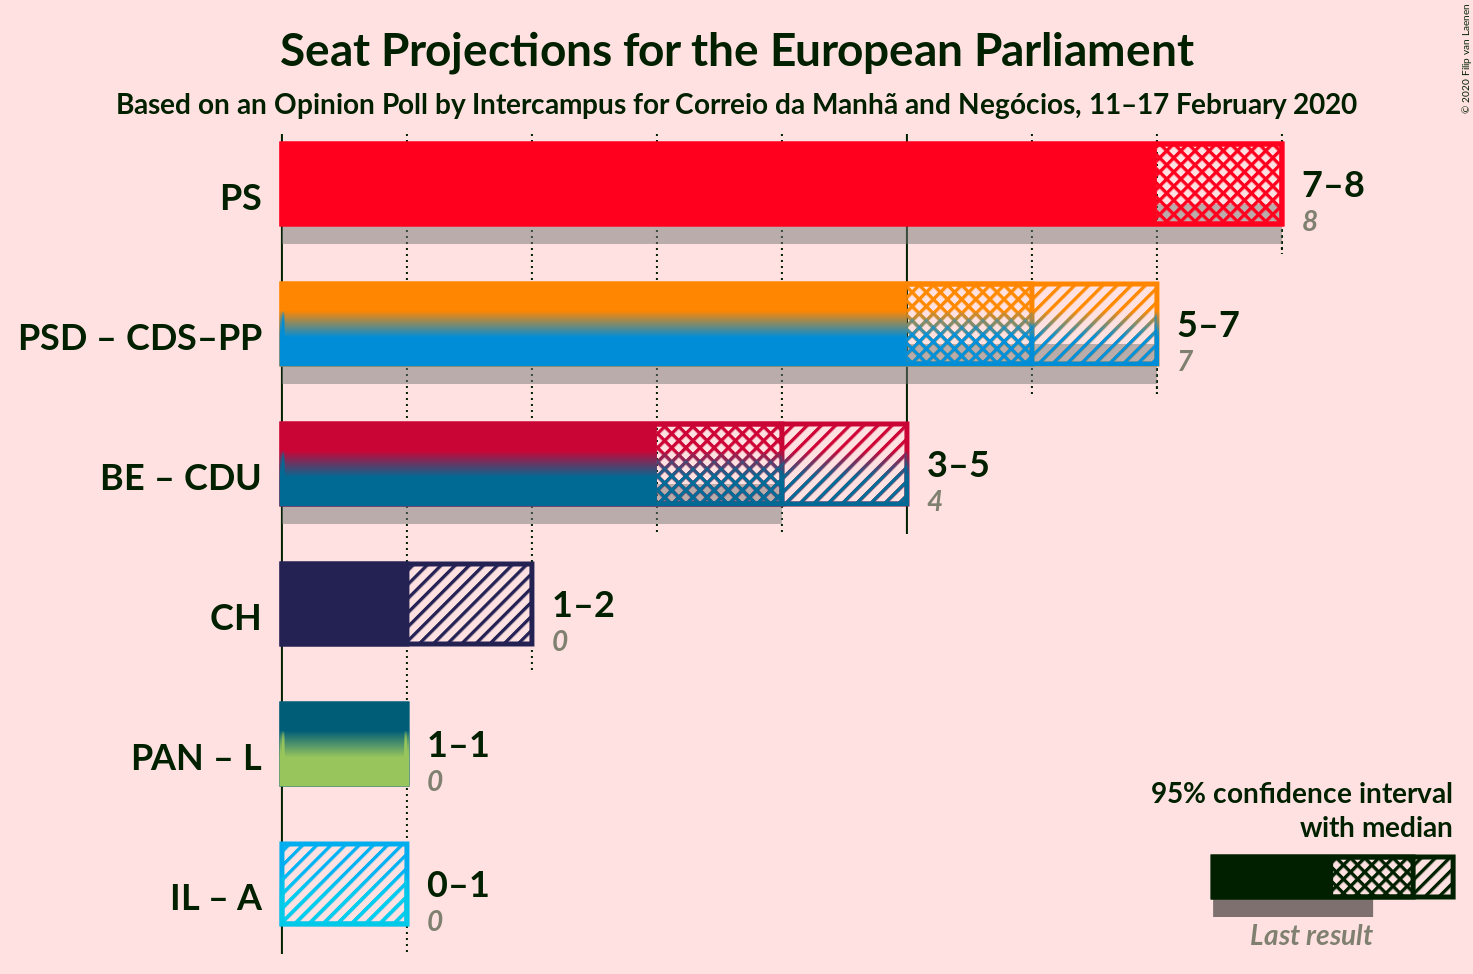 Seat Projections for the European Parliament
Based on an Opinion Poll by Intercampus for Correio da Manhã and Negócios, 11–17 February 2020
© 2020 Filip van Laenen
PS
7–8
8
PSD – CDS–PP
5–7
7
BE – CDU
3–5
4
CH
1–2
0
PAN – L
1–1
0
IL – A
0–1
0
95% confidence interval
with median
Last result